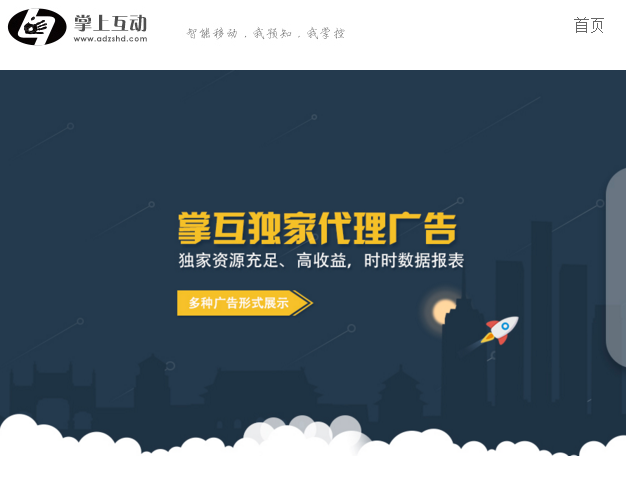 掌上互动
www.adzshd.com
智能移动．我预知．我掌控
首页
掌互独家代理广告
独家资源充足、高收益，时时数据报表
多种广告形式展示